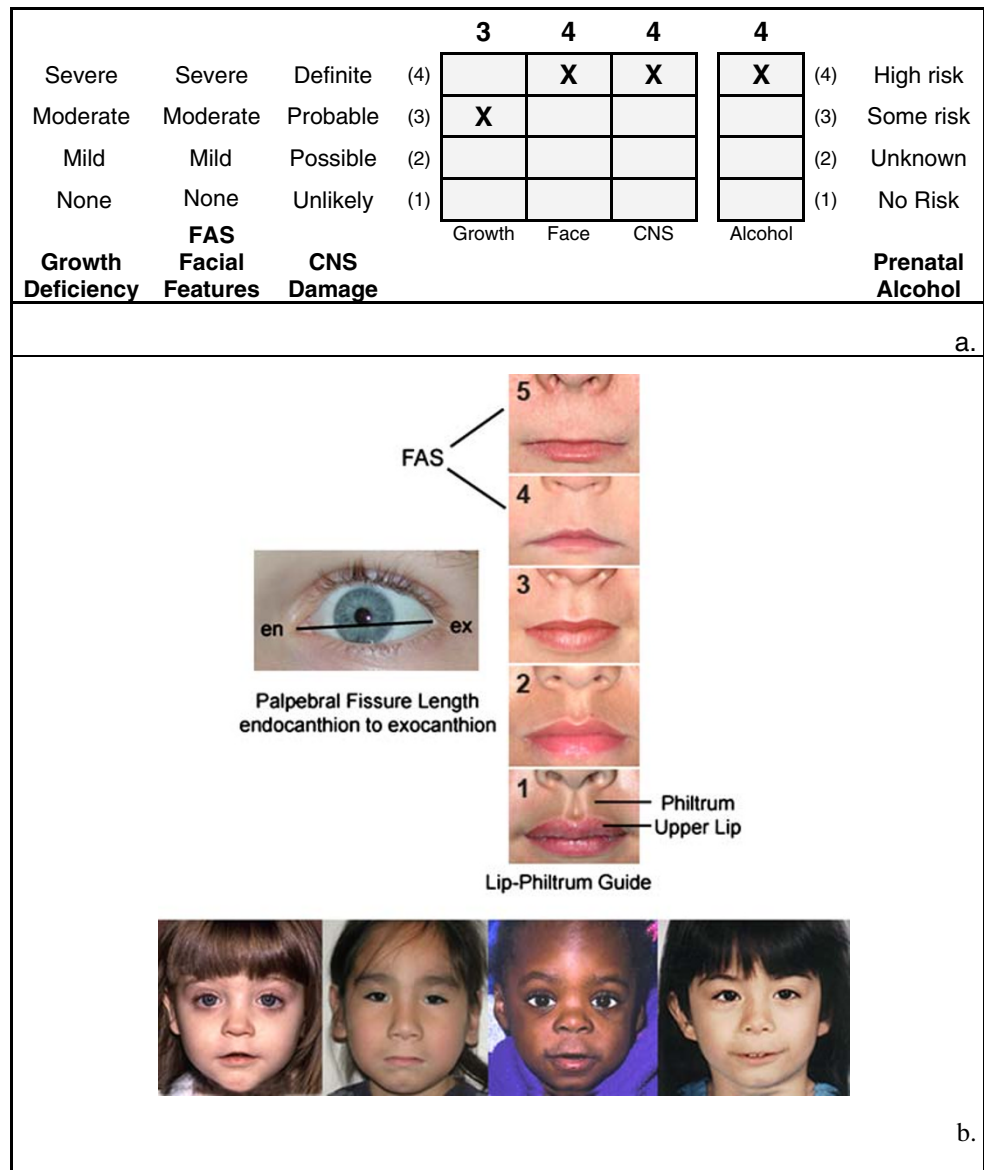 3 4 4 4
Severe Severe Definite (4) X X X (4) High risk
Moderate Moderate Probable (3) X (3) Some risk
Mild Mild Possible (2) (2) Unknown
None None Unlikely (1) (1) No Risk
Growth Face CNS Alcohol
Growth
Deficiency
FAS
Facial
Features
CNS
Damage
Prenatal
Alcohol
a.
5
FAS
4
3
en ex
2
Palpebral Fissure Length
endocanthion to exocanthion
1
Philtrum
Upper Lip
Lip-Philtrum Guide
b.